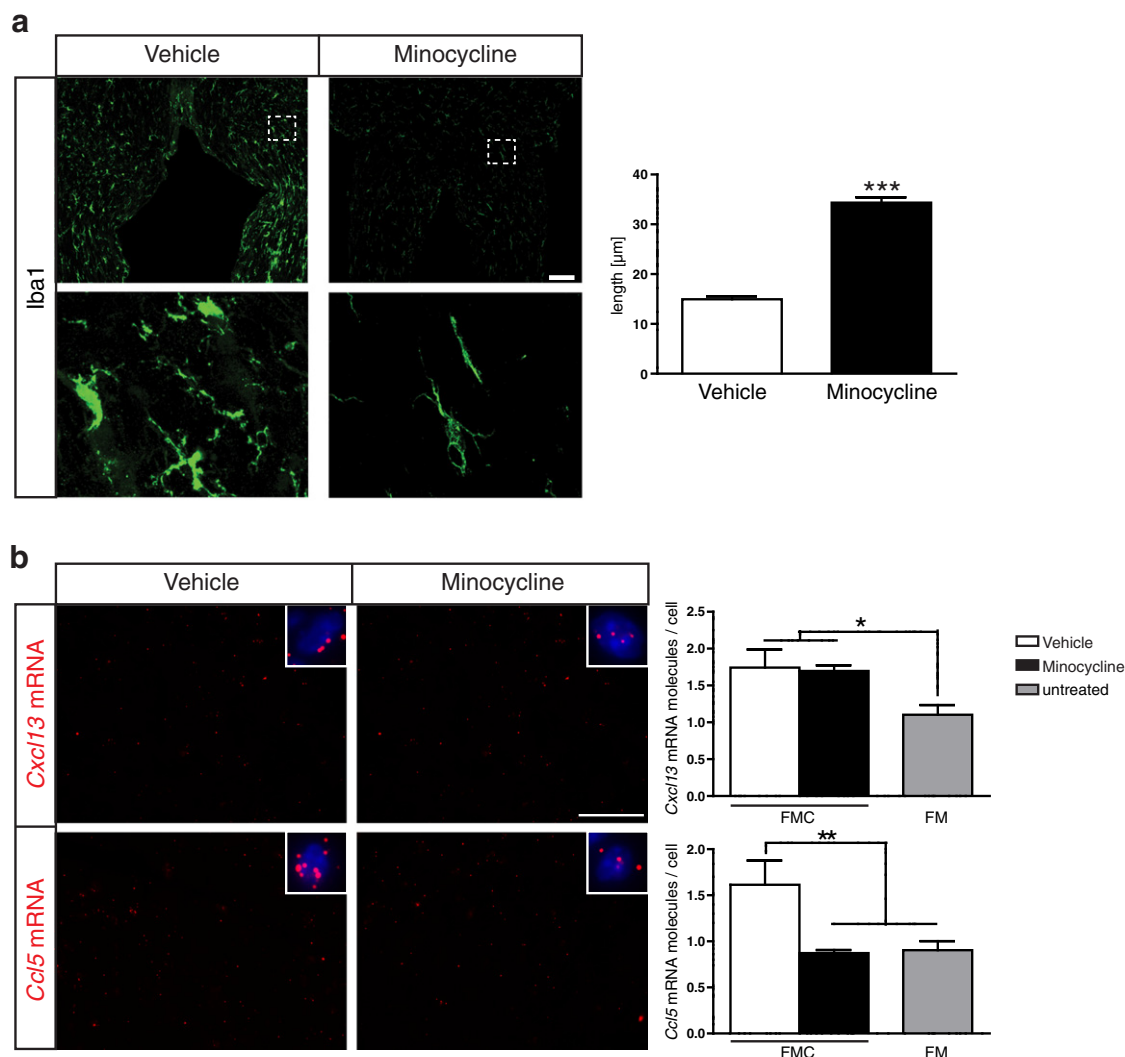 a
Vehicle
Minocycline
Iba1
length [µm]
40
30
20
10
0
***
Vehicle
Minocycline
b
Vehicle
Minocycline
Cxcl13 mRNA
Ccl5 mRNA
Cxcl13 mRNA molecules / cell
2.5
2.0
1.5
1.0
0.5
0.0
*
FMC
FM
Vehicle
Minocycline
untreated
Ccl5 mRNA molecules / cell
2.0
1.5
1.0
0.5
0.0
**
FMC
FM